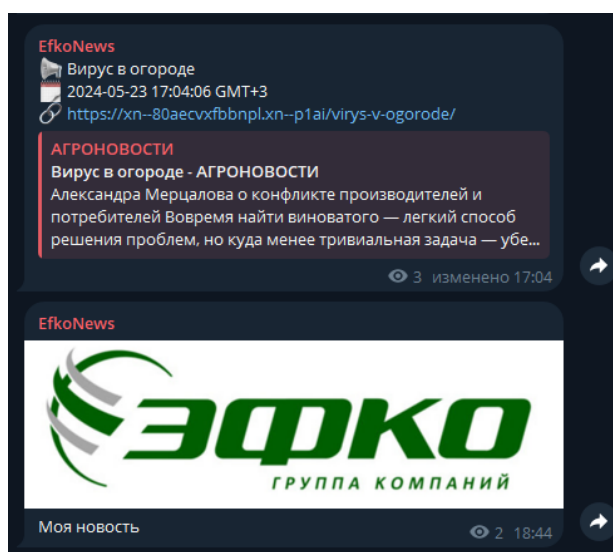 EfkoNews
Вирус в огороде
2024-05-23 17:04:06 GMT+3
https://xn--80aecvxfbbnpl.xn--p1ai/virys-v-ogorode/
АГРОНОВОСТИ
Вирус в огороде - АГРОНОВОСТИ
Александра Мерцалова о конфликте производителей и
потребителей Вовремя найти виноватого — легкий способ
решения проблем, но куда менее тривиальная задача — убе...
3 изменено 17:04
EfkoNews
ЭФКО
ГРУППА КОМПАНИЙ
Моя новость
2 18:44